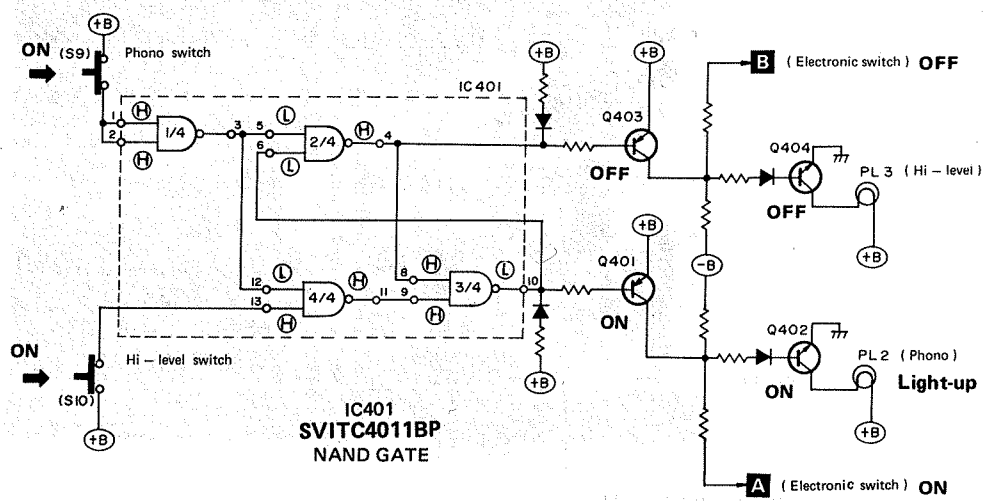 +B
ON (S9) Phono switch
IC401
1 H
2 H
1/4
3
5 L
6 L
2/4
H 4
+B
+B
Q403
OFF
B (Electronic switch) OFF
Q404
OFF
PL3 (Hi-level)
+B
12 L
13 H
4/4
H 11
8 H
9 H
3/4
L 10
+B
Q401
ON
-B
+B
Q402
ON
PL2 (Phono)
Light-up
+B
ON
Hi-level switch
(S10)
+B
IC401
SVITC4011BP
NAND GATE
A (Electronic switch) ON